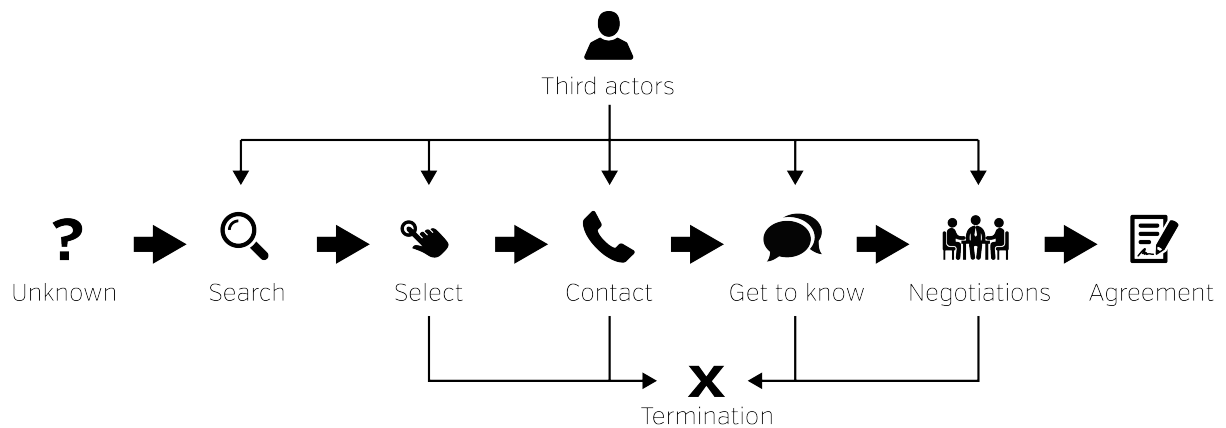 Third actors
Unknown
Search
Select
Contact
Get to know
Negotiations
Agreement
Termination